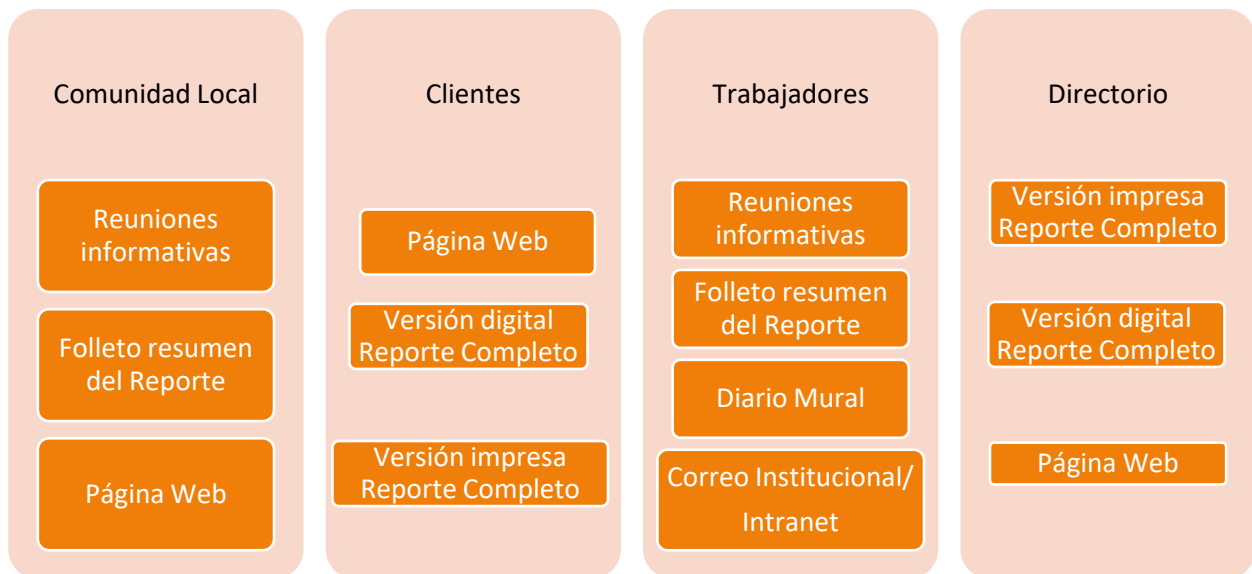 Comunidad Local
Reuniones
informativas
Folleto resumen
del Reporte
Página Web
Clientes
Página Web
Versión digital
Reporte Completo
Versión impresa
Reporte Completo
Trabajadores
Reuniones
informativas
Folleto resumen
del Reporte
Diario Mural
Correo Institucional/
Intranet
Directorio
Versión impresa
Reporte Completo
Versión digital
Reporte Completo
Página Web